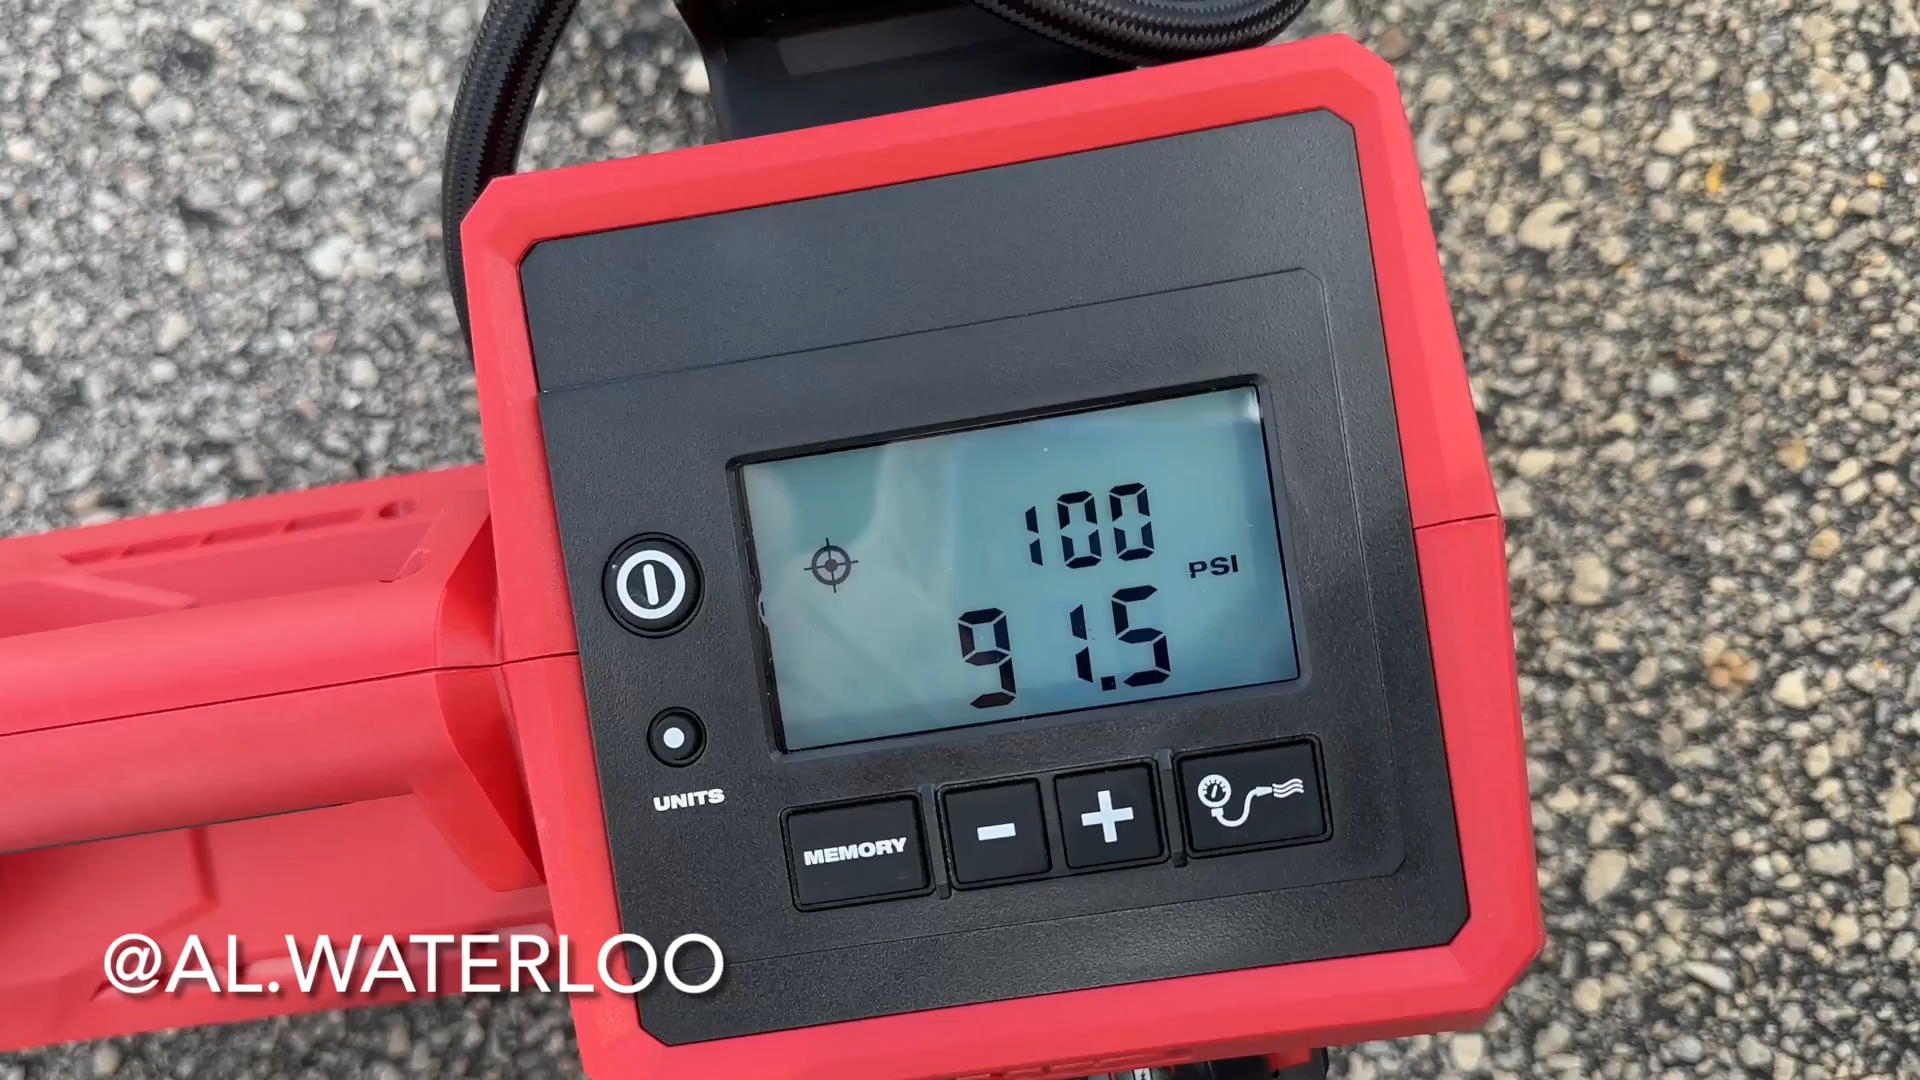 100
PSI
91.5
UNITS
MEMORY
- +
@AL.WATERLOO